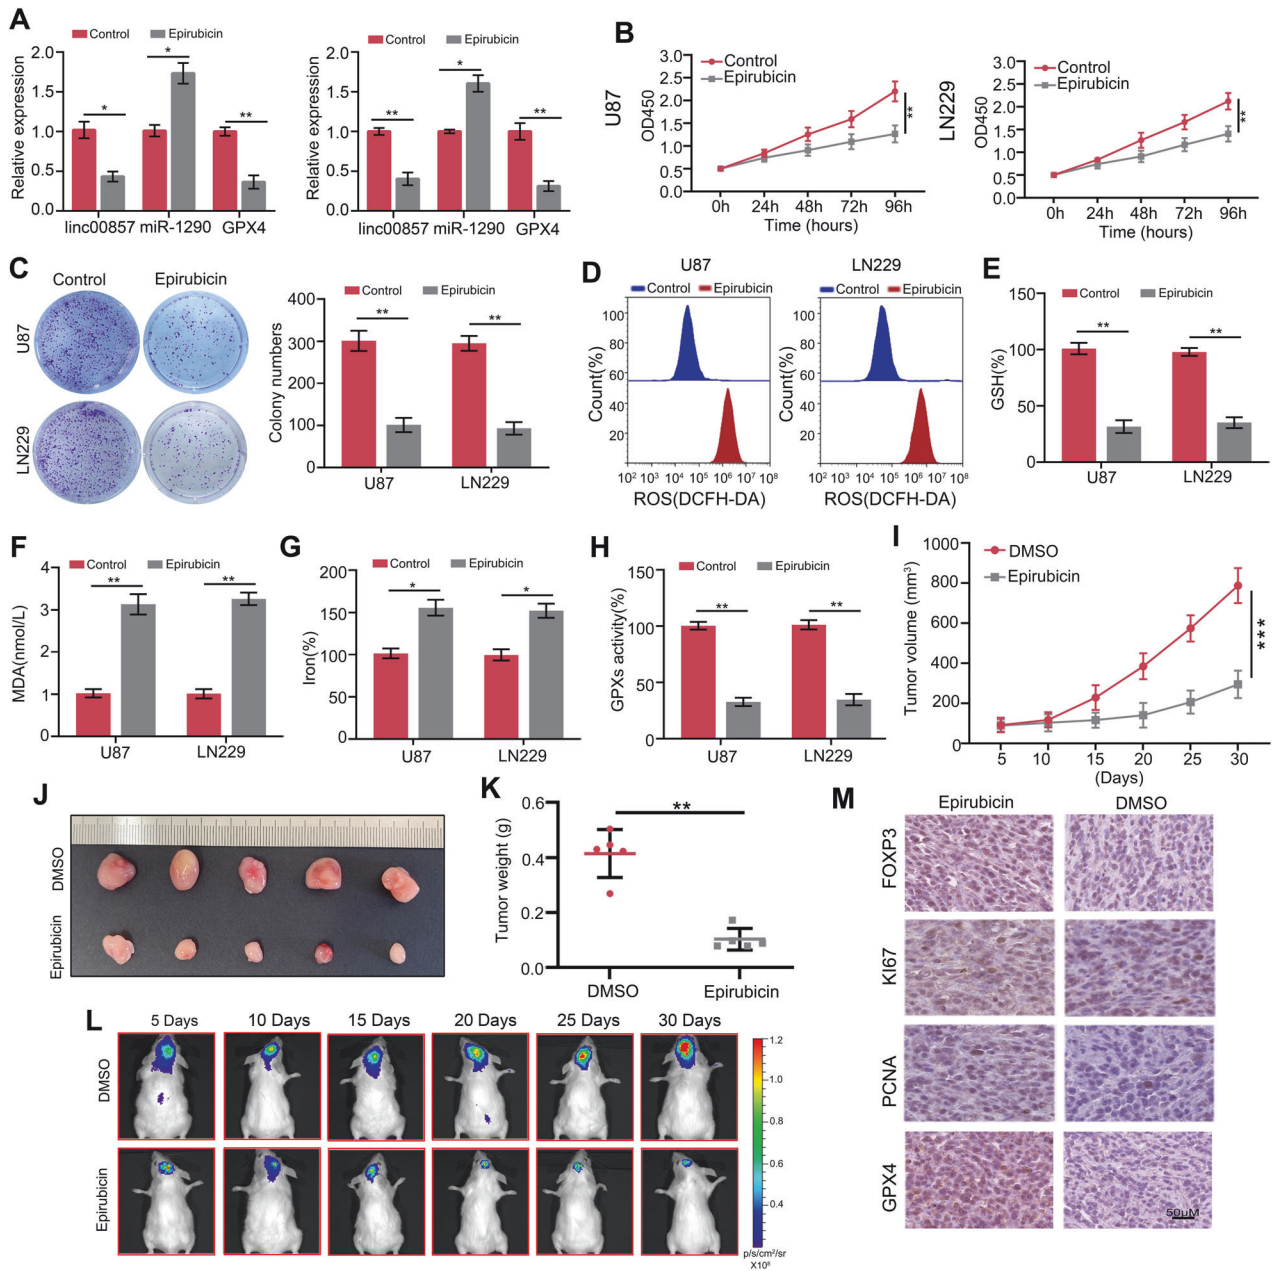 A
Control Epirubicin
Relative expression
2.0
1.5
1.0
0.5
0.0
* * **
linc00857 miR-1290 GPX4
Control Epirubicin
Relative expression
2.0
1.5
1.0
0.5
0.0
** * **
linc00857 miR-1290 GPX4
B
U87
OD450
3.0
2.5
2.0
1.5
1.0
0.5
0.0
Control
Epirubicin
**
0h 24h 48h 72h 96h
Time (hours)
LN229
OD450
3.0
2.5
2.0
1.5
1.0
0.5
0.0
Control
Epirubicin
**
0h 24h 48h 72h 96h
Time (hours)
C
Control Epirubicin
U87
LN229
Control Epirubicin
Colony numbers
400
300
200
100
0
** **
U87 LN229
D
U87
Control Epirubicin
Count(%)
100
80
60
40
20
10² 10³ 10⁴ 10⁵ 10⁶ 10⁷ 10⁸
ROS(DCFH-DA)
LN229
Control Epirubicin
Count(%)
100
80
60
40
20
10² 10³ 10⁴ 10⁵ 10⁶ 10⁷ 10⁸
ROS(DCFH-DA)
E
Control Epirubicin
GSH(%)
150
100
50
0
** **
U87 LN229
F
Control Epirubicin
MDA(nmol/L)
4
3
2
1
0
** **
U87 LN229
G
Control Epirubicin
Iron(%)
200
150
100
50
0
* *
U87 LN229
H
Control Epirubicin
GPXs activity(%)
150
100
50
0
** **
U87 LN229
I
DMSO
Epirubicin
Tumor volume (mm³)
1000
800
600
400
200
0
***
5 10 15 20 25 30
(Days)
J
DMSO
Epirubicin
K
Tumor weight (g)
0.6
0.4
0.2
0.0
**
DMSO Epirubicin
L
5 Days 10 Days 15 Days 20 Days 25 Days 30 Days
DMSO
Epirubicin
1.2
1.0
0.8
0.6
0.4
p/s/cm²/sr
X10⁶
M
Epirubicin DMSO
FOXP3
KI67
PCNA
GPX4
50μM